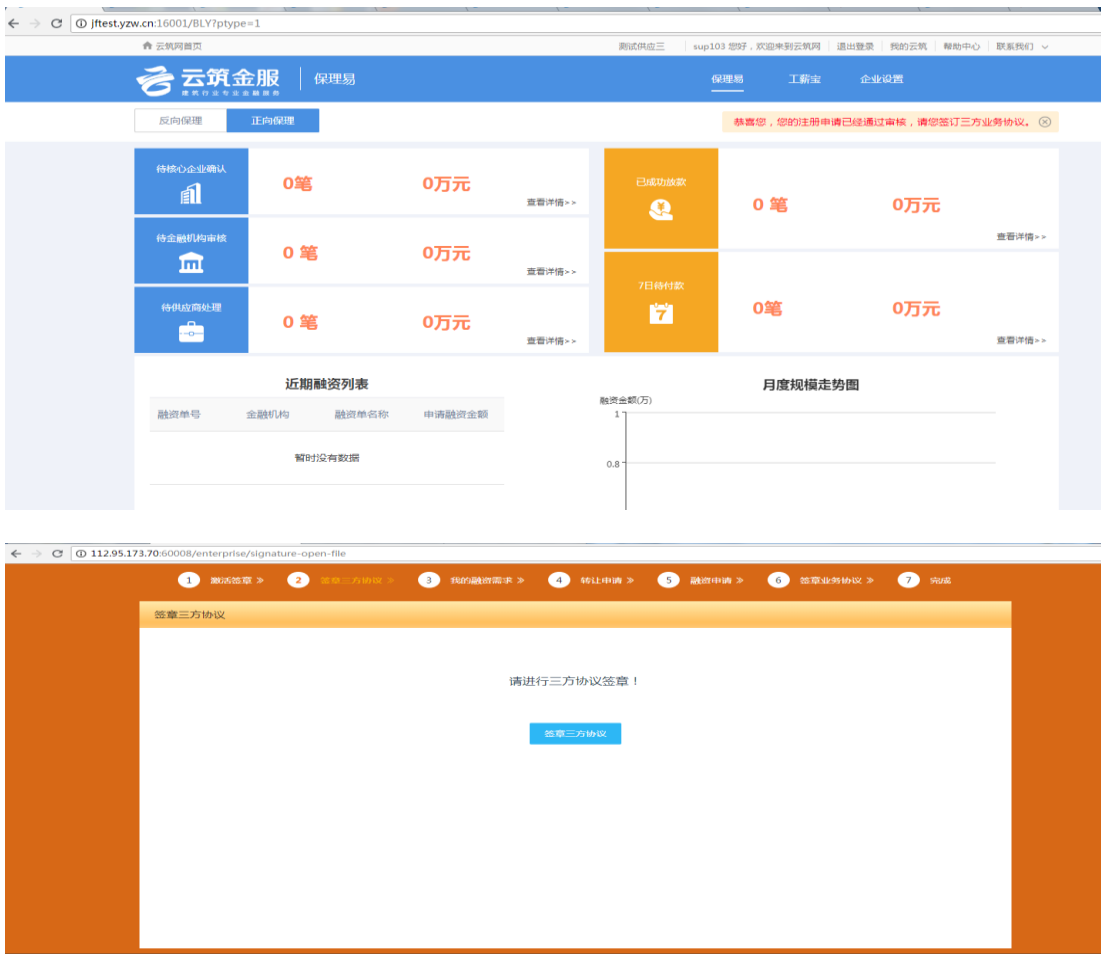 jftest.yzw.cn:16001/BLY?ptype=1
云筑网首页 测试供应三 sup103 您好，欢迎来到云筑网 退出登录 我的云筑 帮助中心 联系我们
云筑金服 保理易 保理易 工薪宝 企业设置
建筑行业专业金融服务
反向保理 正向保理 恭喜您，您的注册申请已经通过审核，请您签订三方业务协议。
待核心企业确认
0笔 0万元
查看详情>>
待金融机构审核
0 笔 0万元
查看详情>>
待供应商处理
0 笔 0万元
查看详情>>
已成功放款
0 笔 0万元
查看详情>>
7日待付款
7
0笔 0万元
查看详情>>
近期融资列表
融资单号 金融机构 融资单名称 申请融资金额
暂时没有数据
月度规模走势图
融资金额(万)
1
0.8
112.95.173.70:60008/enterprise/signature-open-file
1 激活签章 » 2 签章三方协议 » 3 我的融资需求 » 4 转让申请 » 5 融资申请 » 6 签章业务协议 » 7 完成
签章三方协议
请进行三方协议签章！
签章三方协议